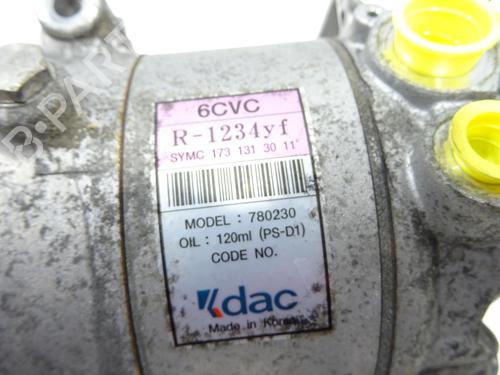 6CVC
R-1234yf
SYMC 173 131 30 11
MODEL : 780230
OIL : 120ml (PS-D1)
CODE NO.
dac
Made in Korea
B-PARTS